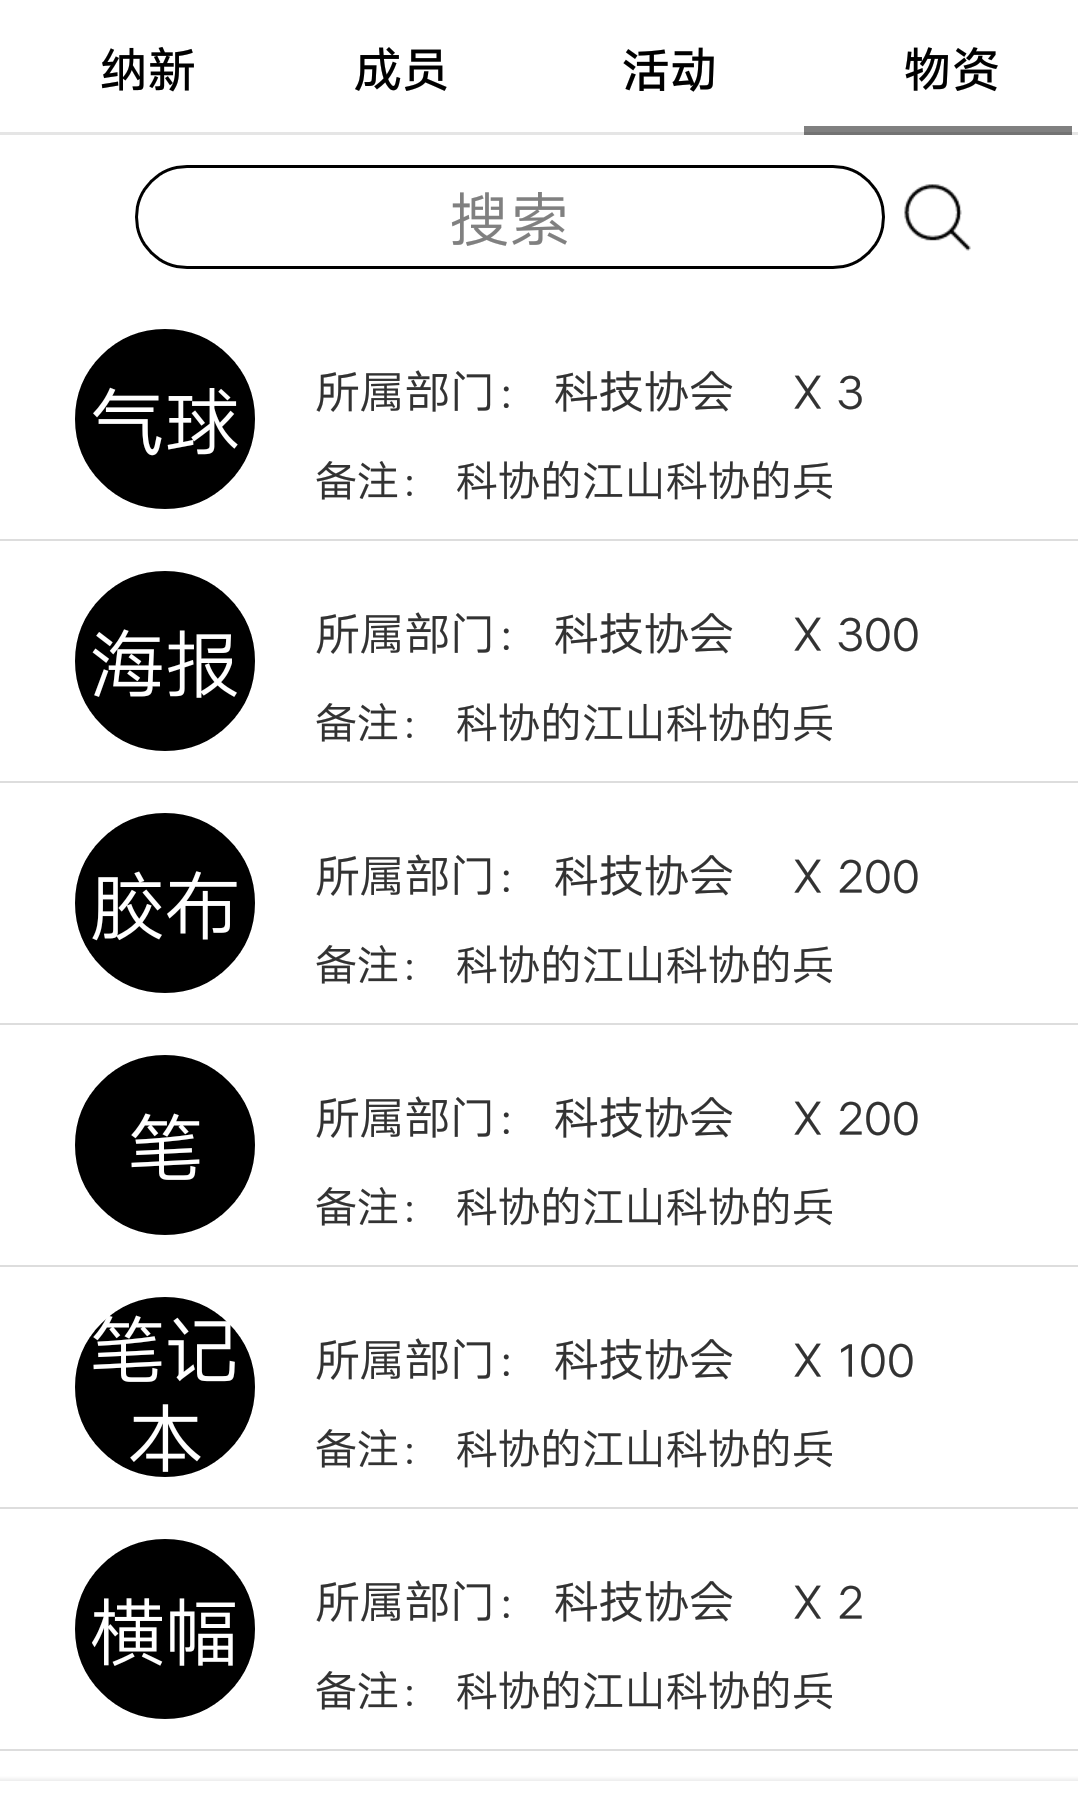 纳新 成员 活动 物资
搜索
气球
所属部门： 科技协会 X 3
备注： 科协的江山科协的兵
海报
所属部门： 科技协会 X 300
备注： 科协的江山科协的兵
胶布
所属部门： 科技协会 X 200
备注： 科协的江山科协的兵
笔
所属部门： 科技协会 X 200
备注： 科协的江山科协的兵
笔记
本
所属部门： 科技协会 X 100
备注： 科协的江山科协的兵
横幅
所属部门： 科技协会 X 2
备注： 科协的江山科协的兵